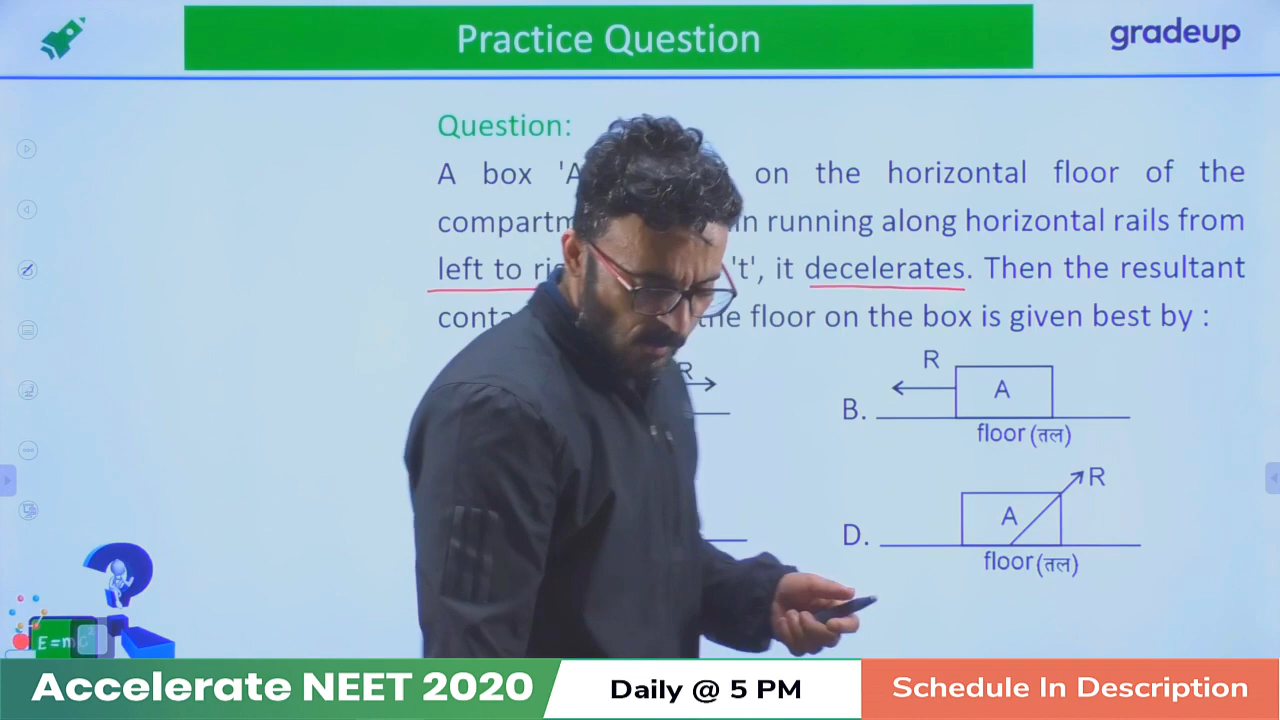 Practice Question
gradeup
Question:
A box 'A on the horizontal floor of the
compartm n running along horizontal rails from
left to ri 't', it decelerates. Then the resultant
conta he floor on the box is given best by :
R
R
A
B.
floor (तल)
R
A
D.
floor (तल)
E=mc²
Accelerate NEET 2020
Daily @ 5 PM
Schedule In Description